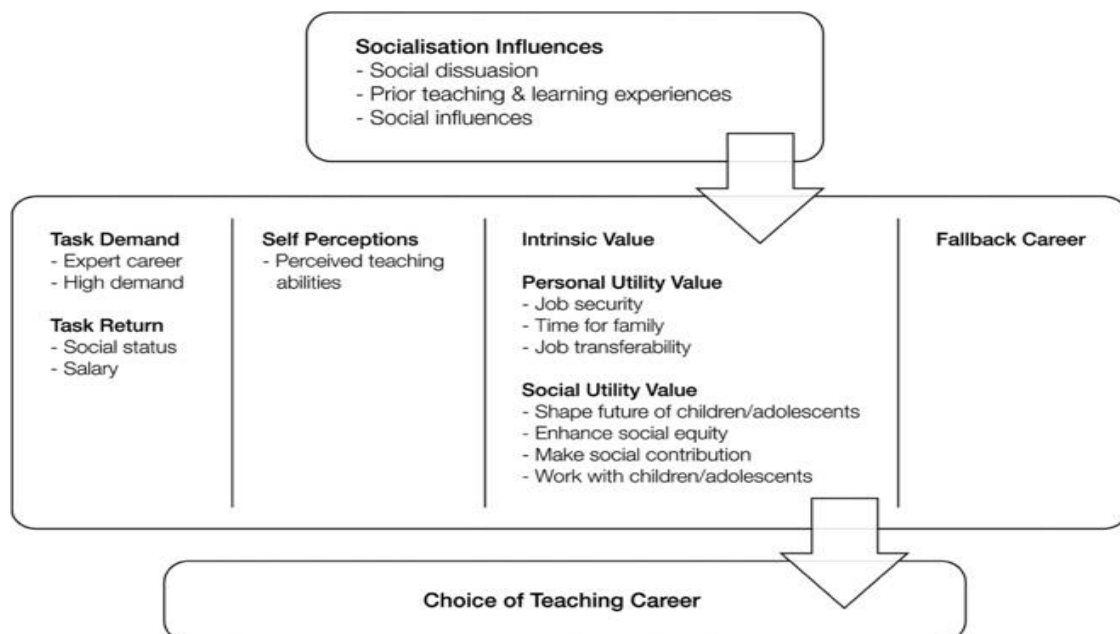 Socialisation Influences
- Social dissuasion
- Prior teaching & learning experiences
- Social influences
Task Demand
- Expert career
- High demand
Task Return
- Social status
- Salary
Self Perceptions
- Perceived teaching
abilities
Intrinsic Value
Personal Utility Value
- Job security
- Time for family
- Job transferability
Social Utility Value
- Shape future of children/adolescents
- Enhance social equity
- Make social contribution
- Work with children/adolescents
Fallback Career
Choice of Teaching Career